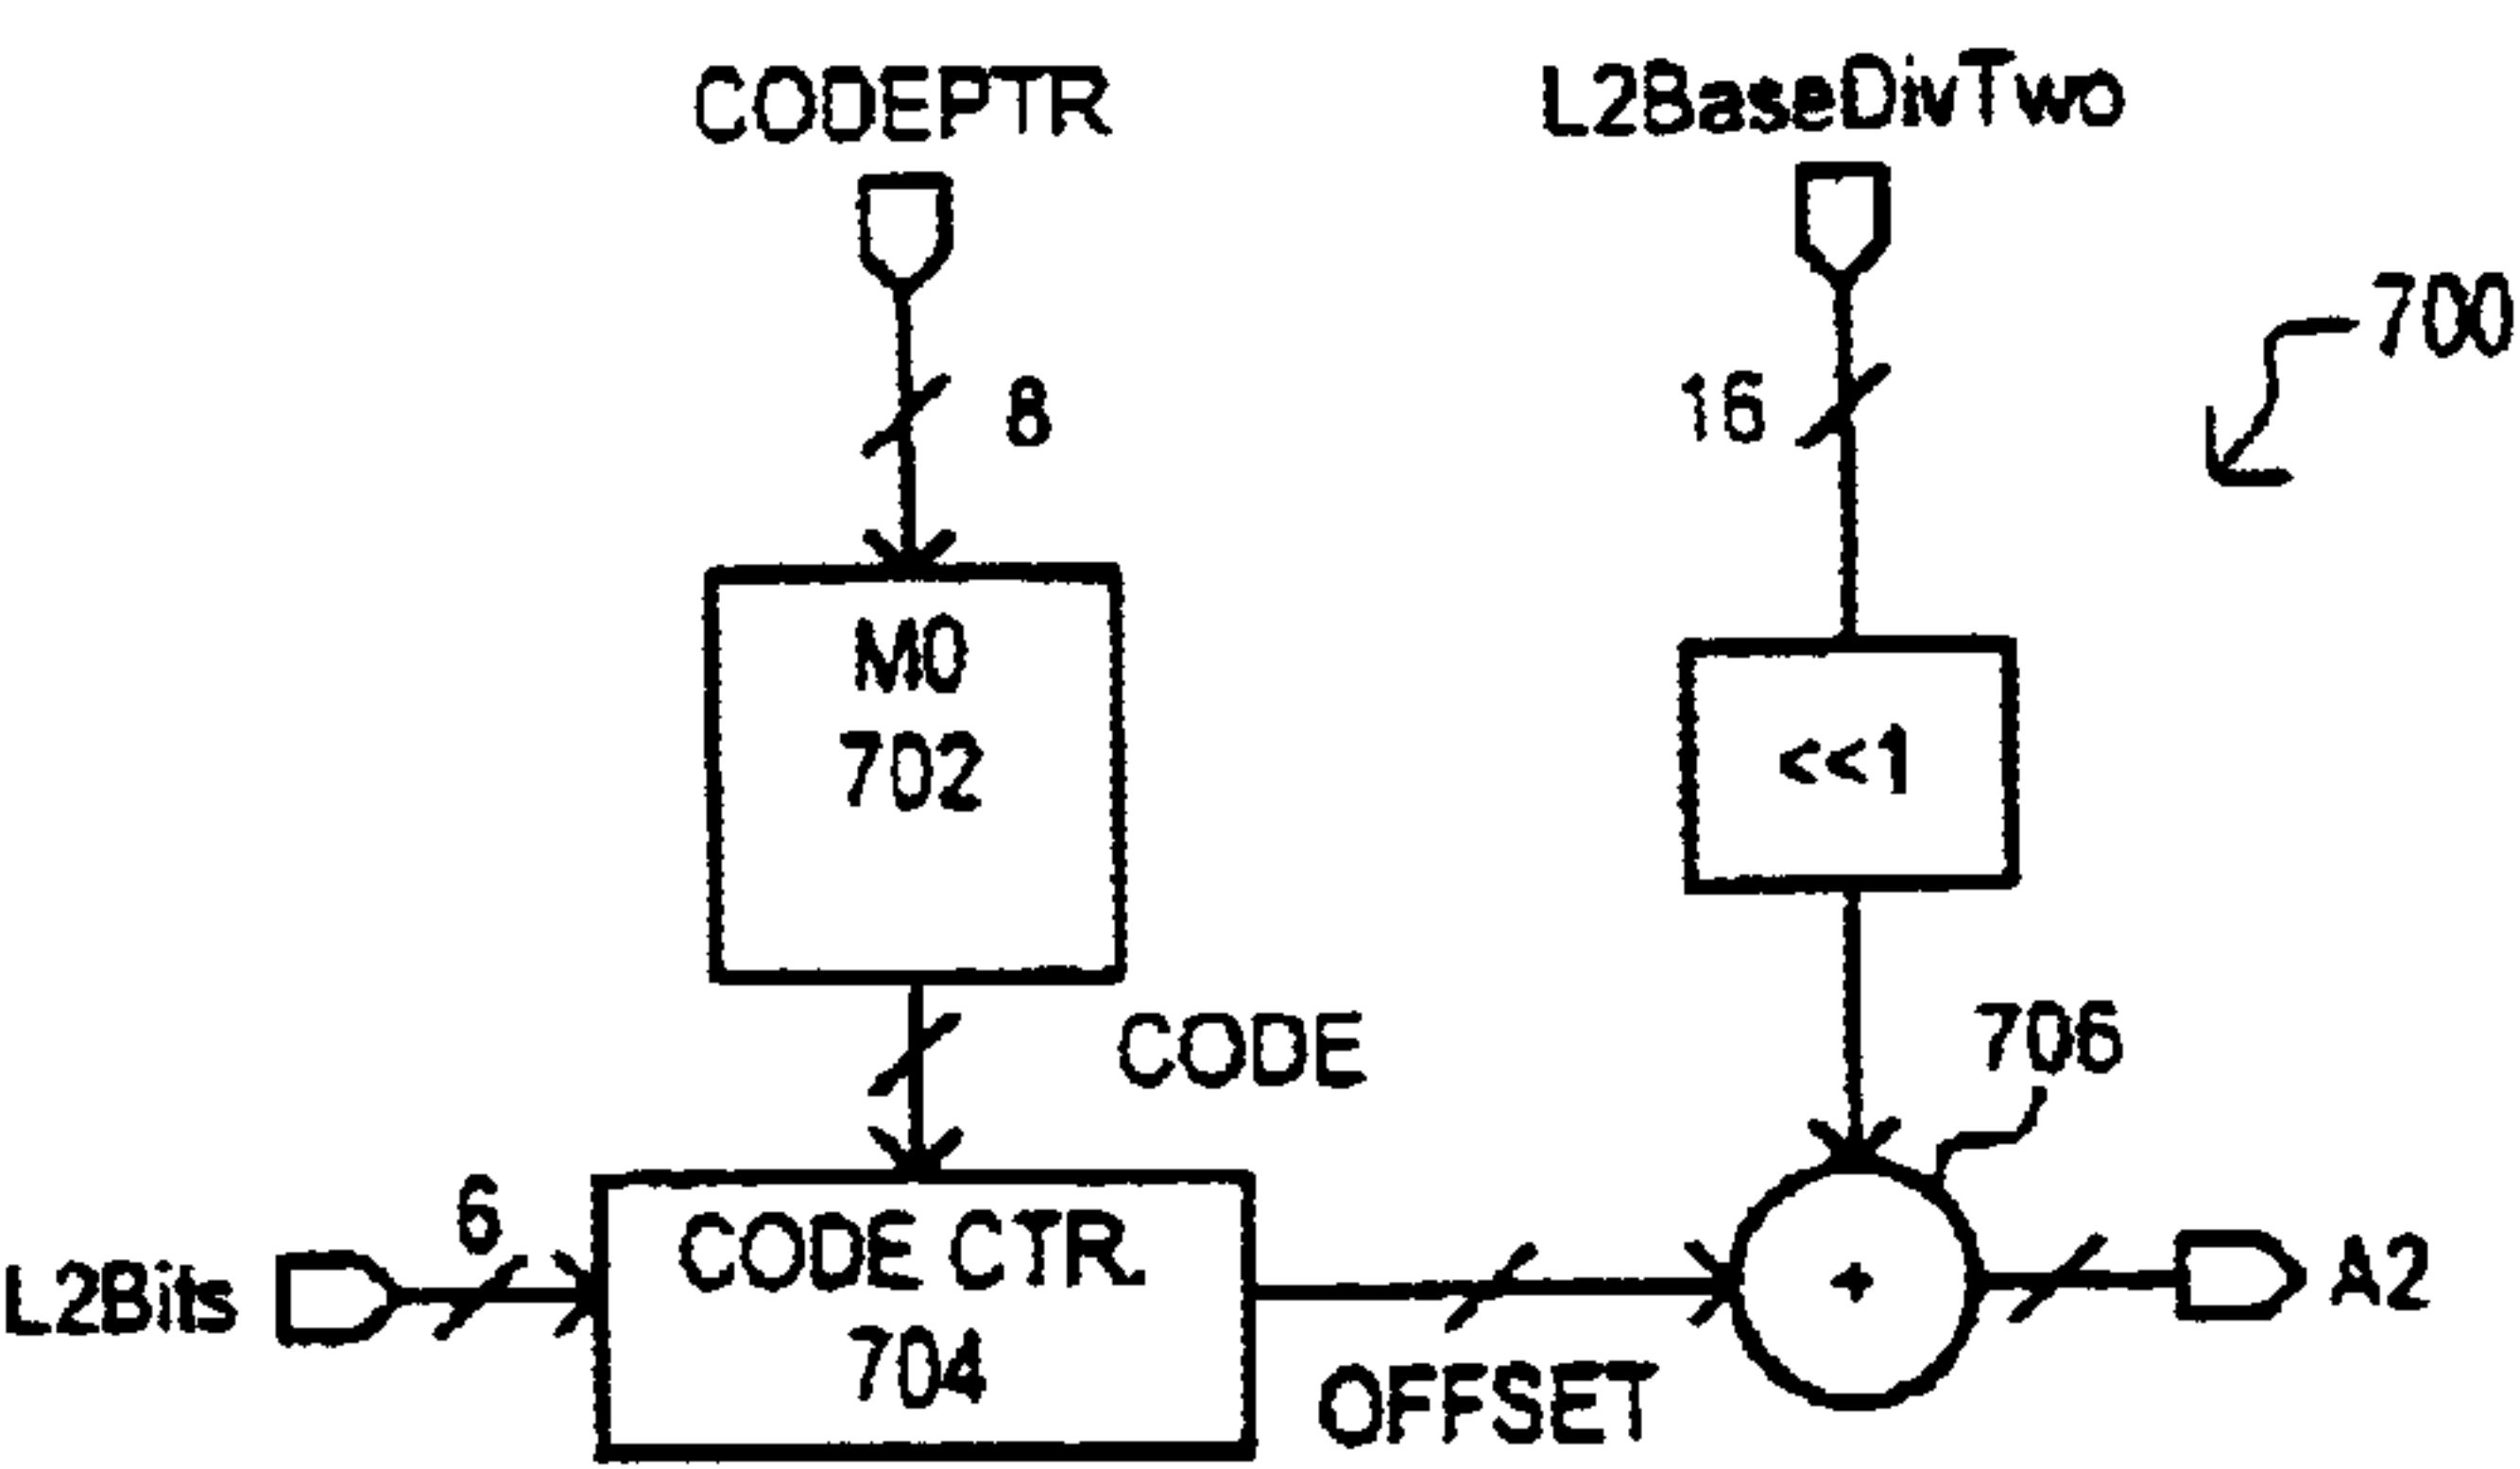 CODEPTR
L2BaseDivTwo
700
8
16
M0
702
<<1
CODE
706
6
L2Bits
CODE CTR.
704
+
A2
OFFSET